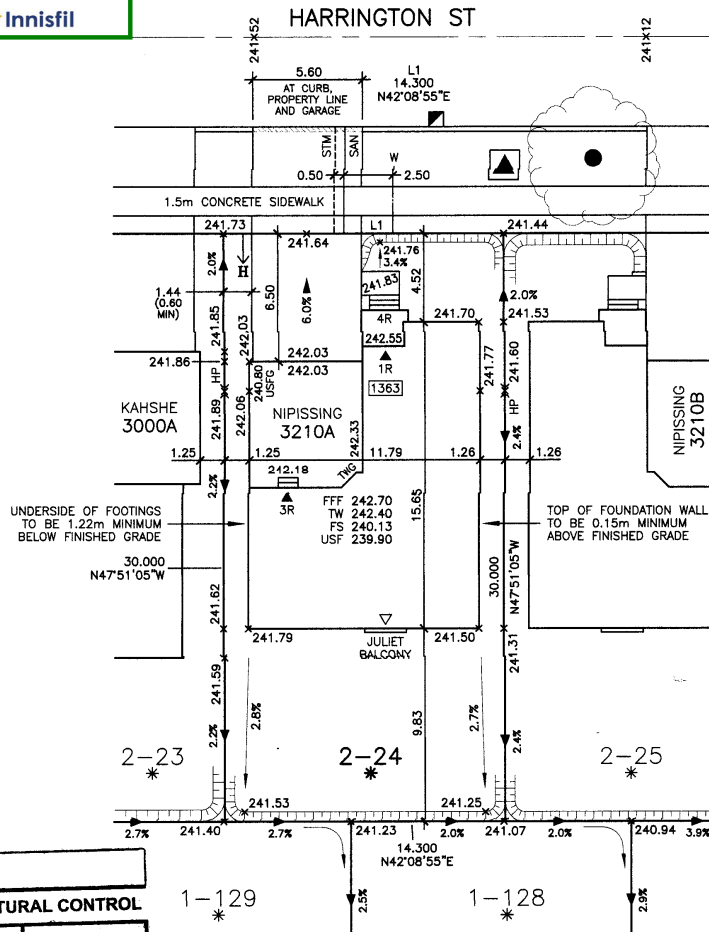 Innisfil
HARRINGTON ST
241×52
241×12
5.60
AT CURB,
PROPERTY LINE
AND GARAGE
L1
14.300
N42°08'55"E
STM
SAN
W
0.50
2.50
1.5m CONCRETE SIDEWALK
241.73
241.64
L1
241.44
H
241.76
3.4%
2.0%
1.44
(0.60
MIN)
6.50
6.0%
241.83
4.52
2.0%
4R
241.70
241.53
241.85
242.03
242.55
241.86
242.03
242.03
1R
241.77
241.60
HP
240.80
USFG
1363
HP
KAHSHE
3000A
241.89
242.06
NIPISSING
3210A
242.33
2.4%
NIPISSING
3210B
1.25
1.25
11.79
1.26
1.26
242.18
TWG
2.2%
3R
FFF 242.70
TW 242.40
FS 240.13
USF 239.90
15.65
UNDERSIDE OF FOOTINGS
TO BE 1.22m MINIMUM
BELOW FINISHED GRADE
TOP OF FOUNDATION WALL
TO BE 0.15m MINIMUM
ABOVE FINISHED GRADE
30.000
N47°51'05"W
30.000
N47°51'05"W
241.62
241.79
JULIET
BALCONY
241.50
241.31
241.59
2.2%
2.8%
9.83
2.7%
2.4%
2-23
2-24
2-25
241.53
241.25
2.7%
241.40
2.7%
241.23
2.0%
241.07
2.0%
240.94
3.9%
14.300
N42°08'55"E
1-129
2.5%
1-128
2.9%
TURAL CONTROL